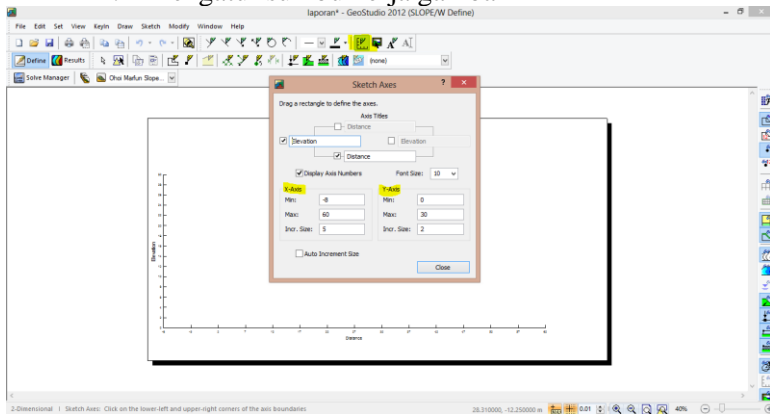 laporan* - GeoStudio 2012 (SLOPE/W Define)
File Edit Set View KeyIn Draw Sketch Modify Window Help
Define Results (none)
Solve Manager Ohoi Marfun Slope...
Sketch Axes ?
Drag a rectangle to define the axes.
Axis Titles
Distance
Elevation Elevation
Distance
Display Axis Numbers Font Size: 10
X-Axis Y-Axis
Min: -8 Min: 0
Max: 60 Max: 30
Incr. Size: 5 Incr. Size: 2
Auto Increment Size
Close
Elevation
Distance
2-Dimensional | Sketch Axes: Click on the lower-left and upper-right corners of the axis boundaries 28.310000, -12.250000 m 0.01 40%